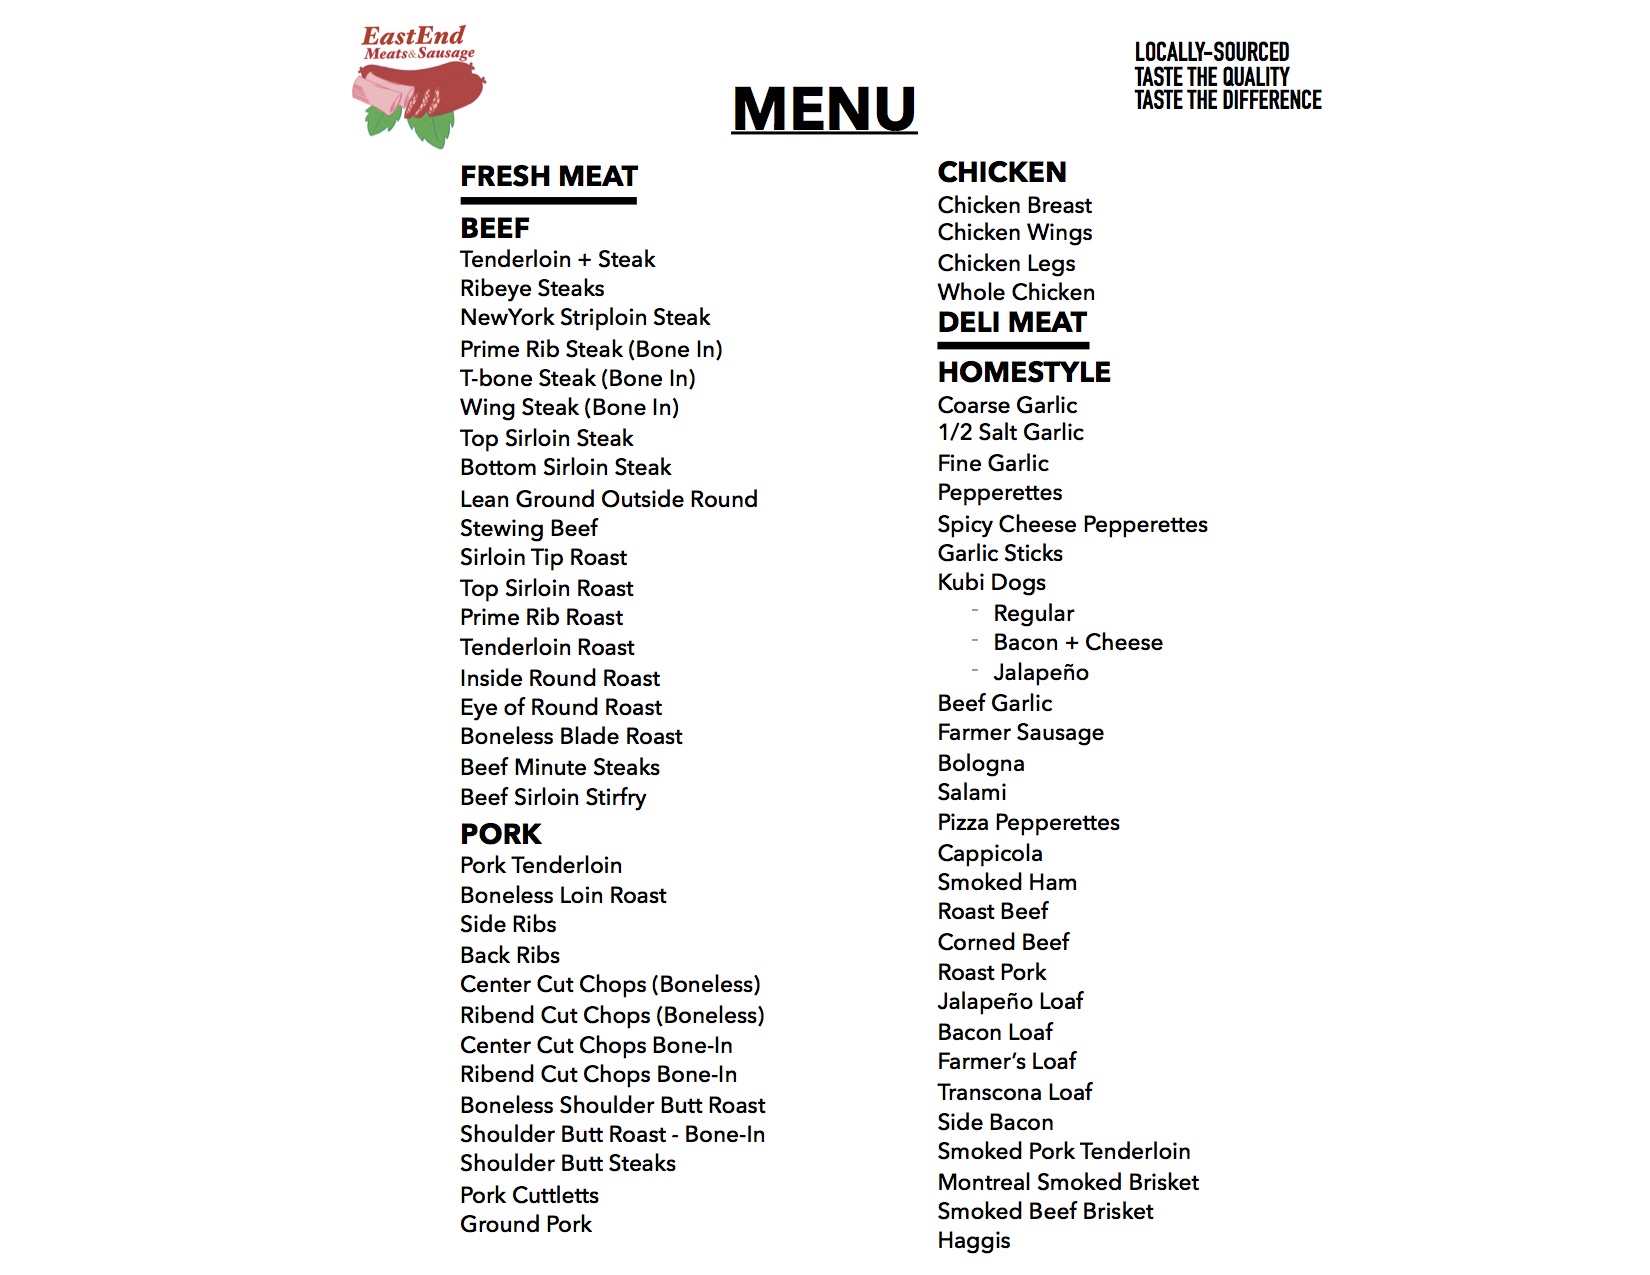 EastEnd
Meats&Sausage
LOCALLY-SOURCED
TASTE THE QUALITY
TASTE THE DIFFERENCE
MENU
FRESH MEAT
BEEF
Tenderloin + Steak
Ribeye Steaks
NewYork Striploin Steak
Prime Rib Steak (Bone In)
T-bone Steak (Bone In)
Wing Steak (Bone In)
Top Sirloin Steak
Bottom Sirloin Steak
Lean Ground Outside Round
Stewing Beef
Sirloin Tip Roast
Top Sirloin Roast
Prime Rib Roast
Tenderloin Roast
Inside Round Roast
Eye of Round Roast
Boneless Blade Roast
Beef Minute Steaks
Beef Sirloin Stirfry
PORK
Pork Tenderloin
Boneless Loin Roast
Side Ribs
Back Ribs
Center Cut Chops (Boneless)
Ribend Cut Chops (Boneless)
Center Cut Chops Bone-In
Ribend Cut Chops Bone-In
Boneless Shoulder Butt Roast
Shoulder Butt Roast - Bone-In
Shoulder Butt Steaks
Pork Cuttletts
Ground Pork
CHICKEN
Chicken Breast
Chicken Wings
Chicken Legs
Whole Chicken
DELI MEAT
HOMESTYLE
Coarse Garlic
1/2 Salt Garlic
Fine Garlic
Pepperettes
Spicy Cheese Pepperettes
Garlic Sticks
Kubi Dogs
- Regular
- Bacon + Cheese
- Jalapeño
Beef Garlic
Farmer Sausage
Bologna
Salami
Pizza Pepperettes
Cappicola
Smoked Ham
Roast Beef
Corned Beef
Roast Pork
Jalapeño Loaf
Bacon Loaf
Farmer’s Loaf
Transcona Loaf
Side Bacon
Smoked Pork Tenderloin
Montreal Smoked Brisket
Smoked Beef Brisket
Haggis